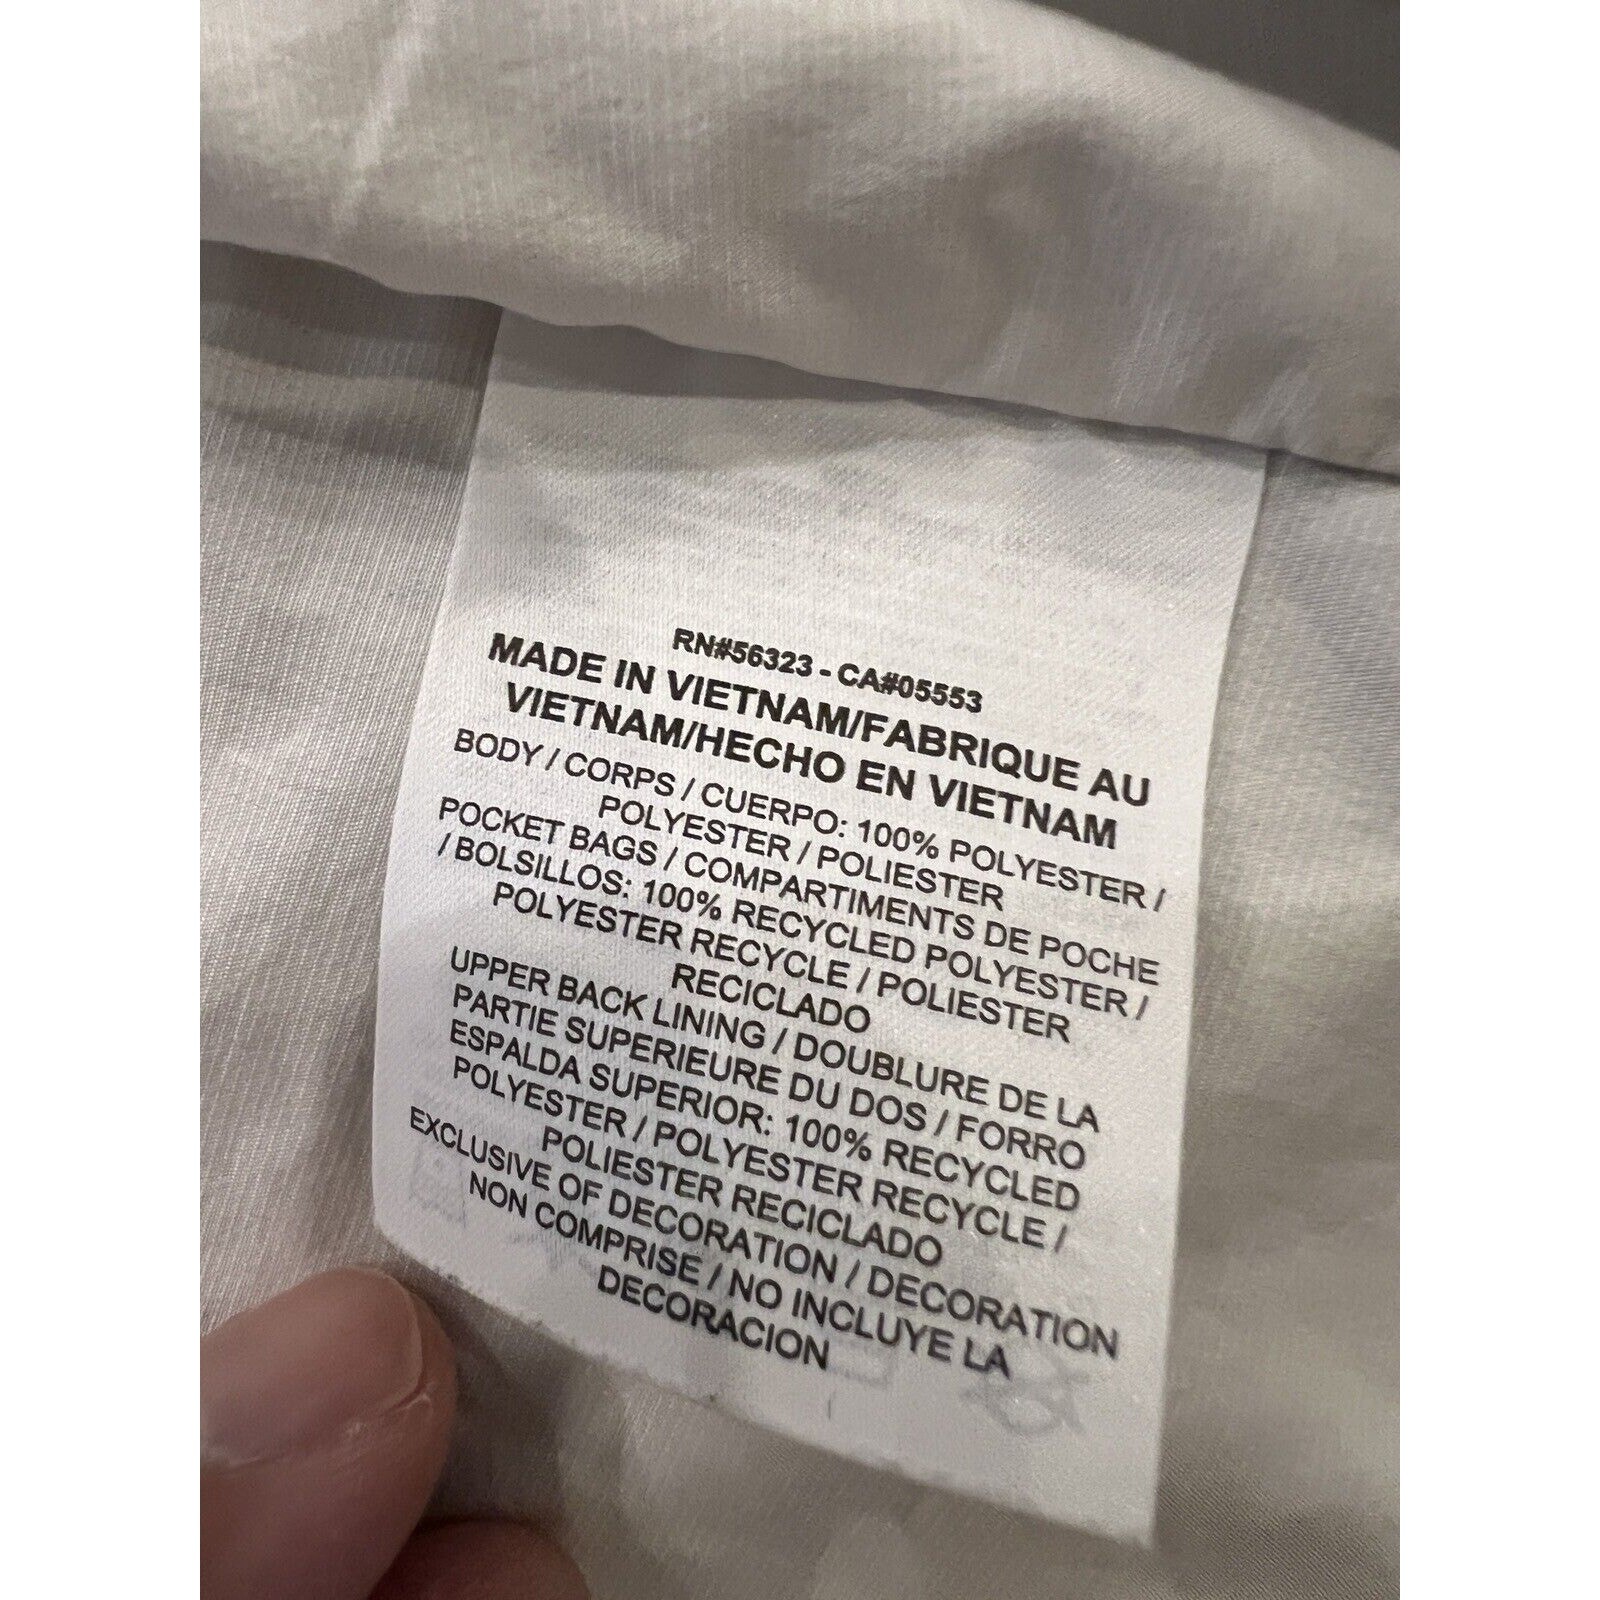 RN#56323 - CA#05553
MADE IN VIETNAM/FABRIQUE AU
VIETNAM/HECHO EN VIETNAM
BODY / CORPS / CUERPO: 100% POLYESTER /
POLYESTER / POLIESTER
POCKET BAGS / COMPARTIMENTS DE POCHE
/ BOLSILLOS: 100% RECYCLED POLYESTER /
POLYESTER RECYCLE / POLIESTER
RECICLADO
UPPER BACK LINING / DOUBLURE DE LA
PARTIE SUPERIEURE DU DOS / FORRO
ESPALDA SUPERIOR: 100% RECYCLED
POLYESTER / POLYESTER RECYCLE /
POLIESTER RECICLADO
EXCLUSIVE OF DECORATION / DECORATION
NON COMPRISE / NO INCLUYE LA
DECORACION